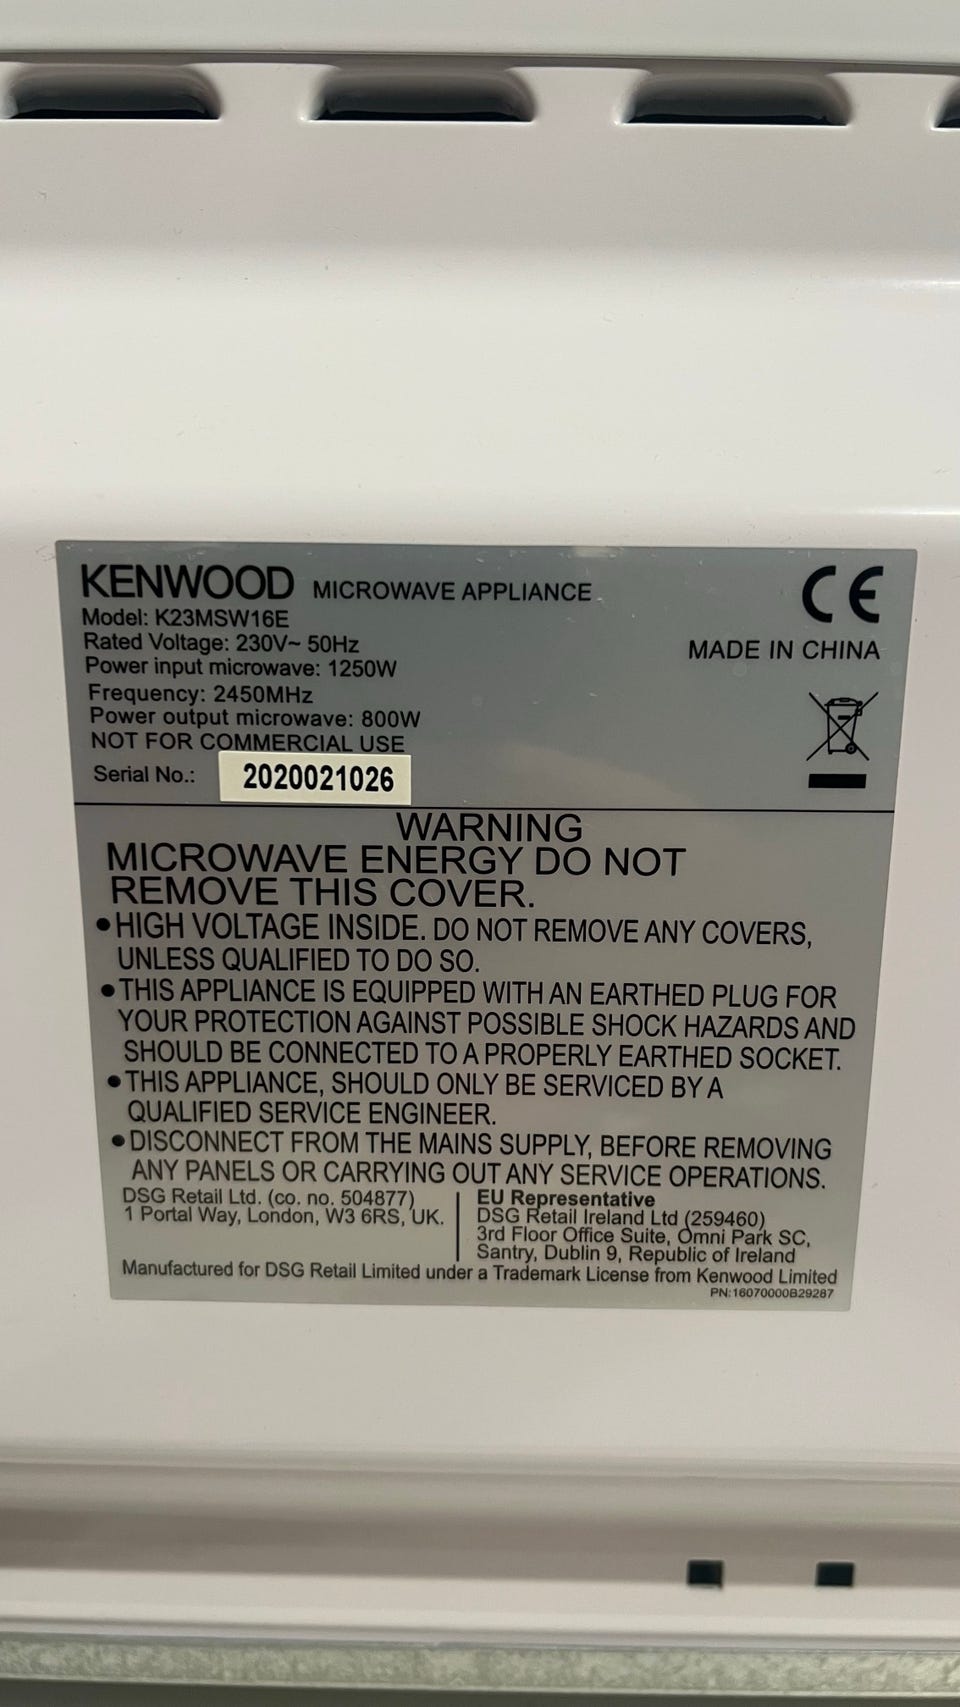 KENWOOD MICROWAVE APPLIANCE
Model: K23MSW16E
Rated Voltage: 230V~ 50Hz
Power input microwave: 1250W
Frequency: 2450MHz
Power output microwave: 800W
NOT FOR COMMERCIAL USE
Serial No.: 2020021026
CE
MADE IN CHINA
WARNING
MICROWAVE ENERGY DO NOT
REMOVE THIS COVER.
•HIGH VOLTAGE INSIDE. DO NOT REMOVE ANY COVERS,
UNLESS QUALIFIED TO DO SO.
•THIS APPLIANCE IS EQUIPPED WITH AN EARTHED PLUG FOR
YOUR PROTECTION AGAINST POSSIBLE SHOCK HAZARDS AND
SHOULD BE CONNECTED TO A PROPERLY EARTHED SOCKET.
•THIS APPLIANCE, SHOULD ONLY BE SERVICED BY A
QUALIFIED SERVICE ENGINEER.
•DISCONNECT FROM THE MAINS SUPPLY, BEFORE REMOVING
ANY PANELS OR CARRYING OUT ANY SERVICE OPERATIONS.
DSG Retail Ltd. (co. no. 504877)
1 Portal Way, London, W3 6RS, UK.
EU Representative
DSG Retail Ireland Ltd (259460)
3rd Floor Office Suite, Omni Park SC,
Santry, Dublin 9, Republic of Ireland
Manufactured for DSG Retail Limited under a Trademark License from Kenwood Limited
PN:16070000B29287